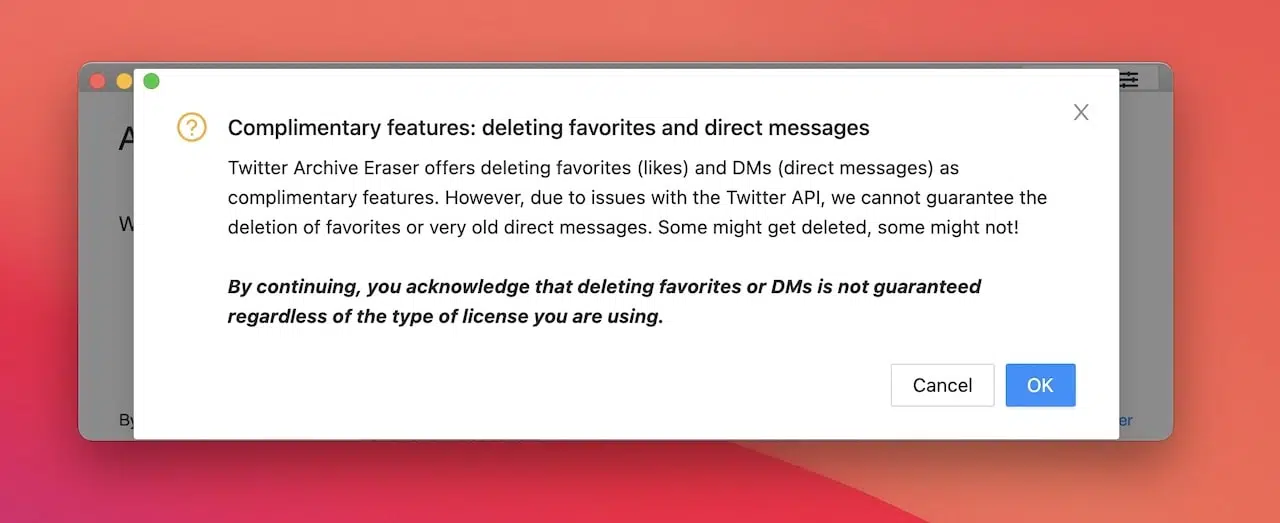 Complimentary features: deleting favorites and direct messages
Twitter Archive Eraser offers deleting favorites (likes) and DMs (direct messages) as
complimentary features. However, due to issues with the Twitter API, we cannot guarantee the
deletion of favorites or very old direct messages. Some might get deleted, some might not!
By continuing, you acknowledge that deleting favorites or DMs is not guaranteed
regardless of the type of license you are using.
Cancel
OK